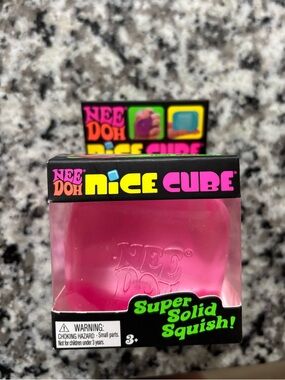 NEE
DOH
NiCE CUBE
NEE
DOH
NiCE CUBE
NEE
DOH
Super
Solid
Squish!
WARNING:
CHOKING HAZARD - Small parts.
Not for children under 3 years.
3+